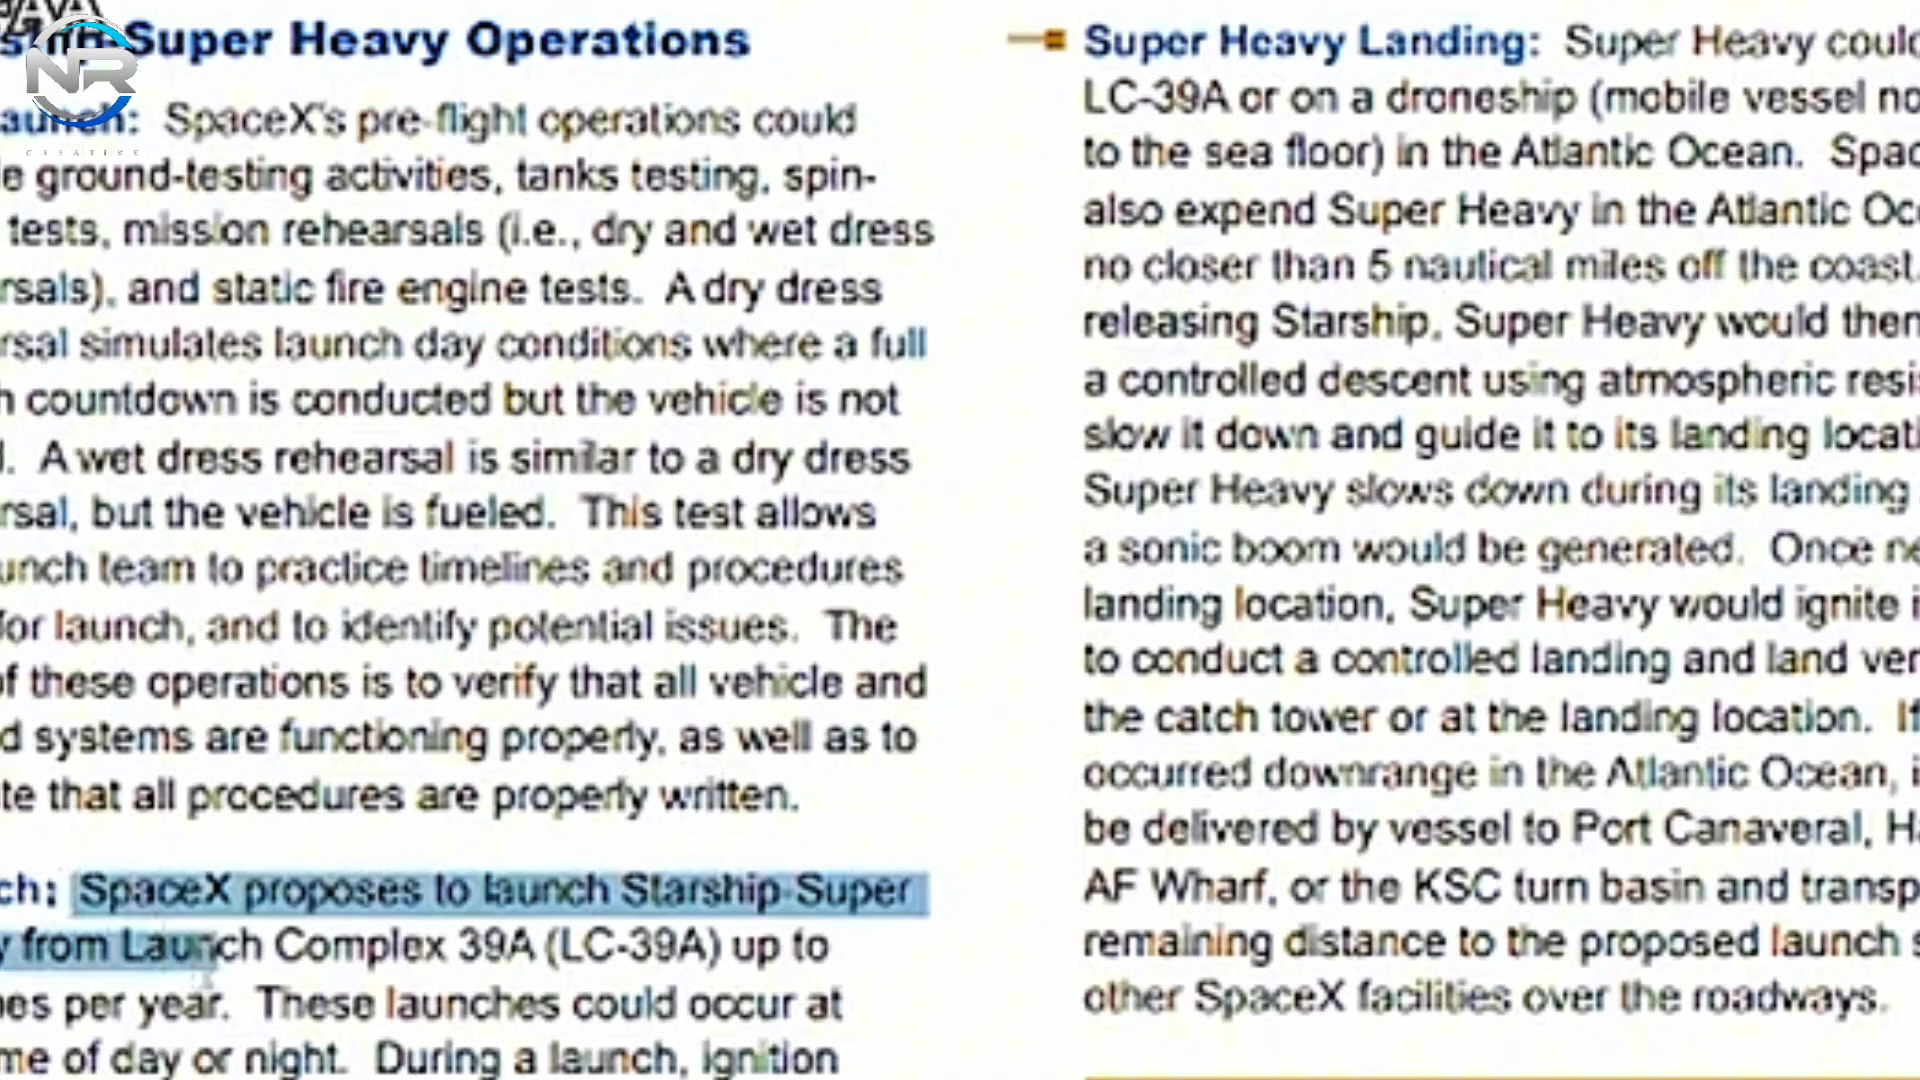 NR
CREATIVE
Super Heavy Operations
SpaceX's pre-flight operations could
ground-testing activities, tanks testing, spin-
tests, mission rehearsals (i.e., dry and wet dress
rsals), and static fire engine tests. A dry dress
rsal simulates launch day conditions where a full
h countdown is conducted but the vehicle is not
. A wet dress rehearsal is similar to a dry dress
rsal, but the vehicle is fueled. This test allows
unch team to practice timelines and procedures
for launch, and to identify potential issues. The
of these operations is to verify that all vehicle and
d systems are functioning properly, as well as to
te that all procedures are properly written.
ch: SpaceX proposes to launch Starship-Super
y from Launch Complex 39A (LC-39A) up to
es per year. These launches could occur at
me of day or night. During a launch, ignition
Super Heavy Landing: Super Heavy coul
LC-39A or on a droneship (mobile vessel no
to the sea floor) in the Atlantic Ocean. Spac
also expend Super Heavy in the Atlantic Oc
no closer than 5 nautical miles off the coast.
releasing Starship, Super Heavy would then
a controlled descent using atmospheric resi
slow it down and guide it to its landing locati
Super Heavy slows down during its landing
a sonic boom would be generated. Once ne
landing location, Super Heavy would ignite i
to conduct a controlled landing and land ver
the catch tower or at the landing location. If
occurred downrange in the Atlantic Ocean, i
be delivered by vessel to Port Canaveral, Ha
AF Wharf, or the KSC turn basin and transp
remaining distance to the proposed launch s
other SpaceX facilities over the roadways.